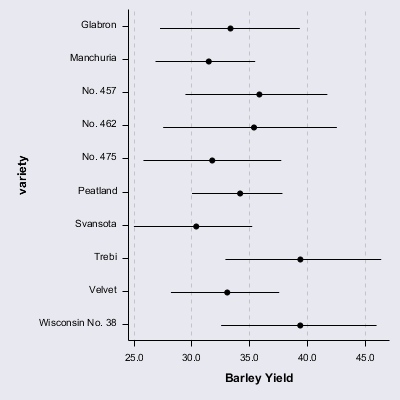 Glabron
Manchuria
No. 457
No. 462
No. 475
Peatland
Svansota
Trebi
Velvet
Wisconsin No. 38
variety
25.0 30.0 35.0 40.0 45.0
Barley Yield